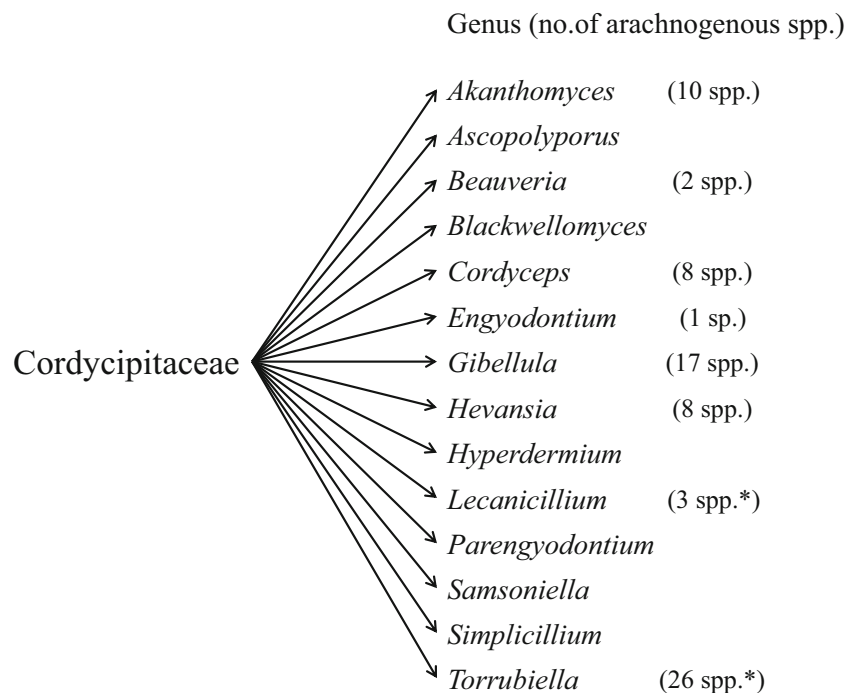 Genus (no.of arachnogenous spp.)
Akanthomyces (10 spp.)
Ascopolyporus
Beauveria (2 spp.)
Blackwellomyces
Cordyceps (8 spp.)
Engyodontium (1 sp.)
Cordycipitaceae Gibellula (17 spp.)
Hevansia (8 spp.)
Hyperdermium
Lecanicillium (3 spp.*)
Parengyodontium
Samsoniella
Simplicillium
Torrubiella (26 spp.*)